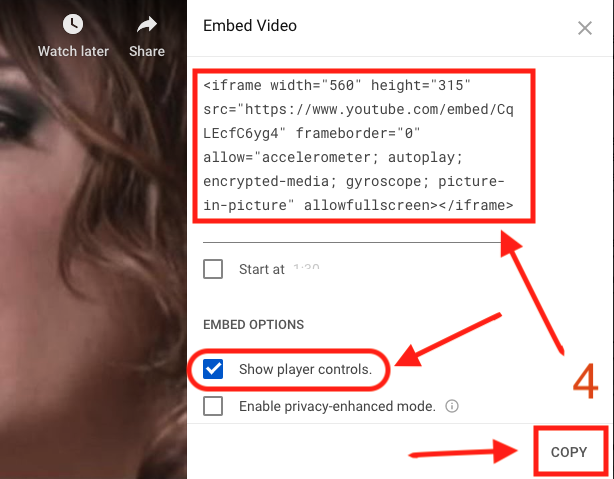 Embed Video
Watch later
Share
<iframe width="560" height="315"
src="https://www.youtube.com/embed/Cq
LEcfC6yg4" frameborder="0"
allow="accelerometer; autoplay;
encrypted-media; gyroscope; picture-
in-picture" allowfullscreen></iframe>
Start at 1:30
EMBED OPTIONS
Show player controls.
4
Enable privacy-enhanced mode.
COPY